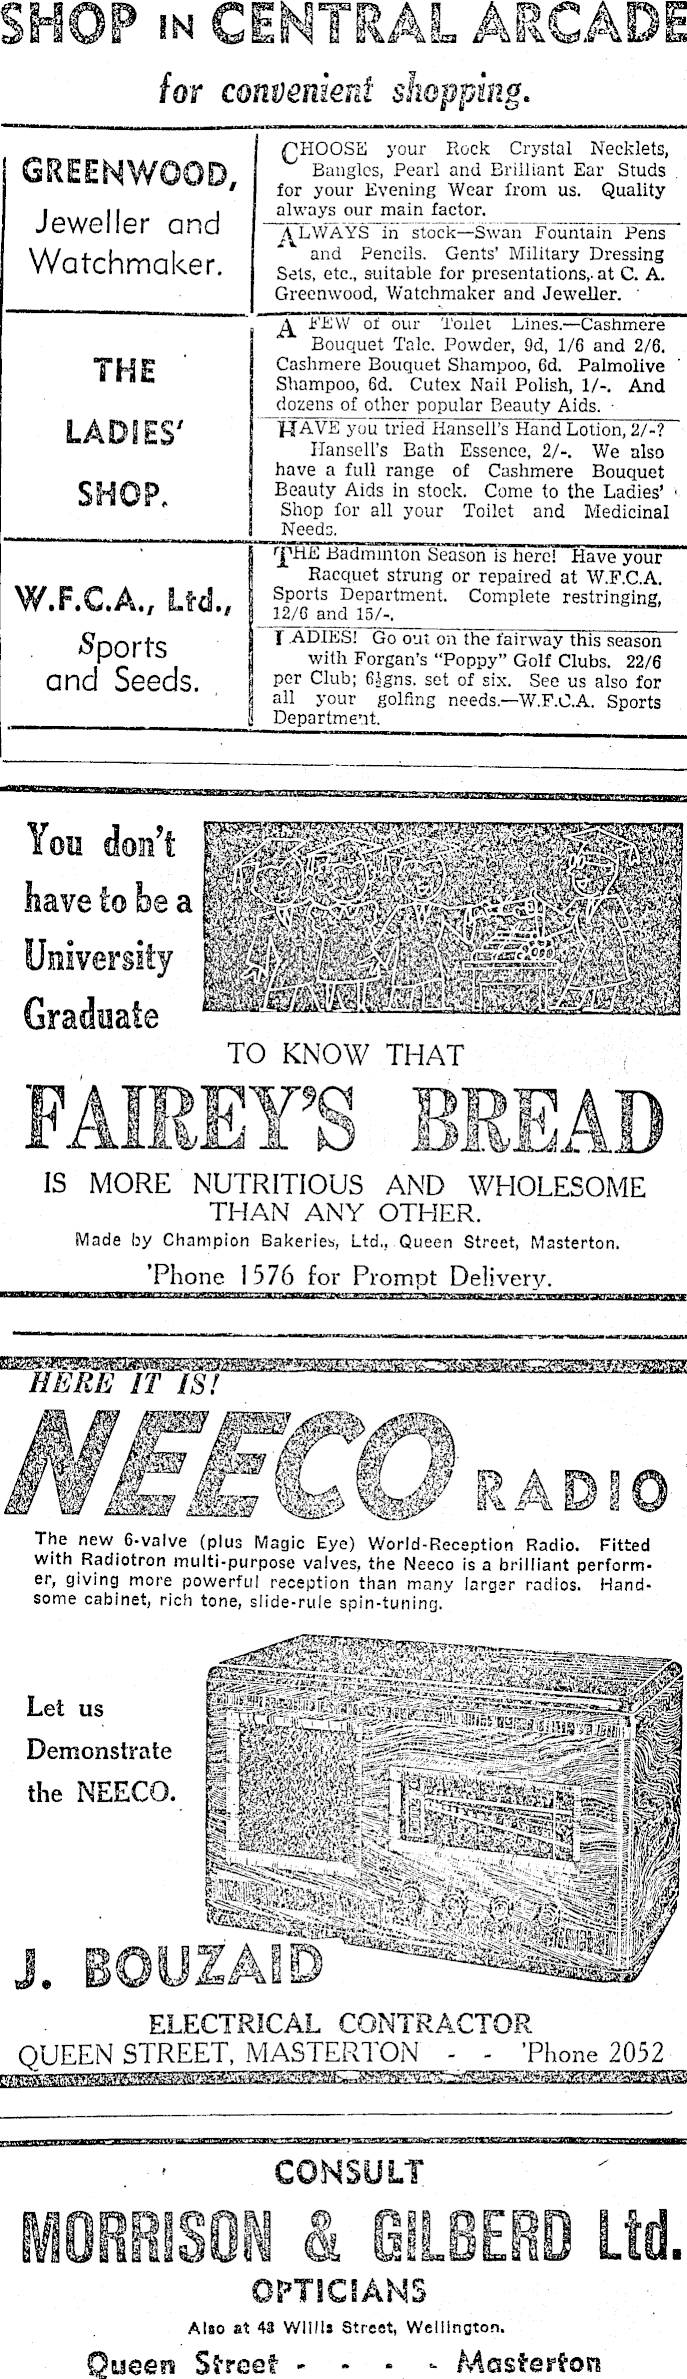 SHOP IN CENTRAL ARCADE
for convenient shopping.
GREENWOOD,
Jeweller and
Watchmaker.
CHOOSE your Rock Crystal Necklets,
Bangles, Pearl and Brilliant Ear Studs
for your Evening Wear from us. Quality
always our main factor.
ALWAYS in stock—Swan Fountain Pens
and Pencils. Gents' Military Dressing
Sets, etc., suitable for presentations, at C. A.
Greenwood, Watchmaker and Jeweller.
THE
LADIES'
SHOP.
A FEW of our Toilet Lines.—Cashmere
Bouquet Talc. Powder, 9d, 1/6 and 2/6.
Cashmere Bouquet Shampoo, 6d. Palmolive
Shampoo, 6d. Cutex Nail Polish, 1/-. And
dozens of other popular Beauty Aids.
HAVE you tried Hansell's Hand Lotion, 2/-?
Hansell's Bath Essence, 2/-. We also
have a full range of Cashmere Bouquet
Beauty Aids in stock. Come to the Ladies'
Shop for all your Toilet and Medicinal
Needs.
W.F.C.A., Ltd.,
Sports
and Seeds.
THE Badminton Season is here! Have your
Racquet strung or repaired at W.F.C.A.
Sports Department. Complete restringing,
12/6 and 15/-.
LADIES! Go out on the fairway this season
with Forgan's "Poppy" Golf Clubs. 22/6
per Club; 6½gns. set of six. See us also for
all your golfing needs.—W.F.C.A. Sports
Department.
You don't
have to be a
University
Graduate
TO KNOW THAT
FAIREY'S BREAD
IS MORE NUTRITIOUS AND WHOLESOME
THAN ANY OTHER.
Made by Champion Bakeries, Ltd., Queen Street, Masterton.
'Phone 1576 for Prompt Delivery.
HERE IT IS!
NEECO RADIO
The new 6-valve (plus Magic Eye) World-Reception Radio. Fitted
with Radiotron multi-purpose valves, the Neeco is a brilliant perform-
er, giving more powerful reception than many larger radios. Hand-
some cabinet, rich tone, slide-rule spin-tuning.
Let us
Demonstrate
the NEECO.
J. BOUZAID
ELECTRICAL CONTRACTOR
QUEEN STREET, MASTERTON - - 'Phone 2052
CONSULT
MORRISON & GILBERD Ltd.
OPTICIANS
Also at 48 Willis Street, Wellington.
Queen Street - - - - Masterton